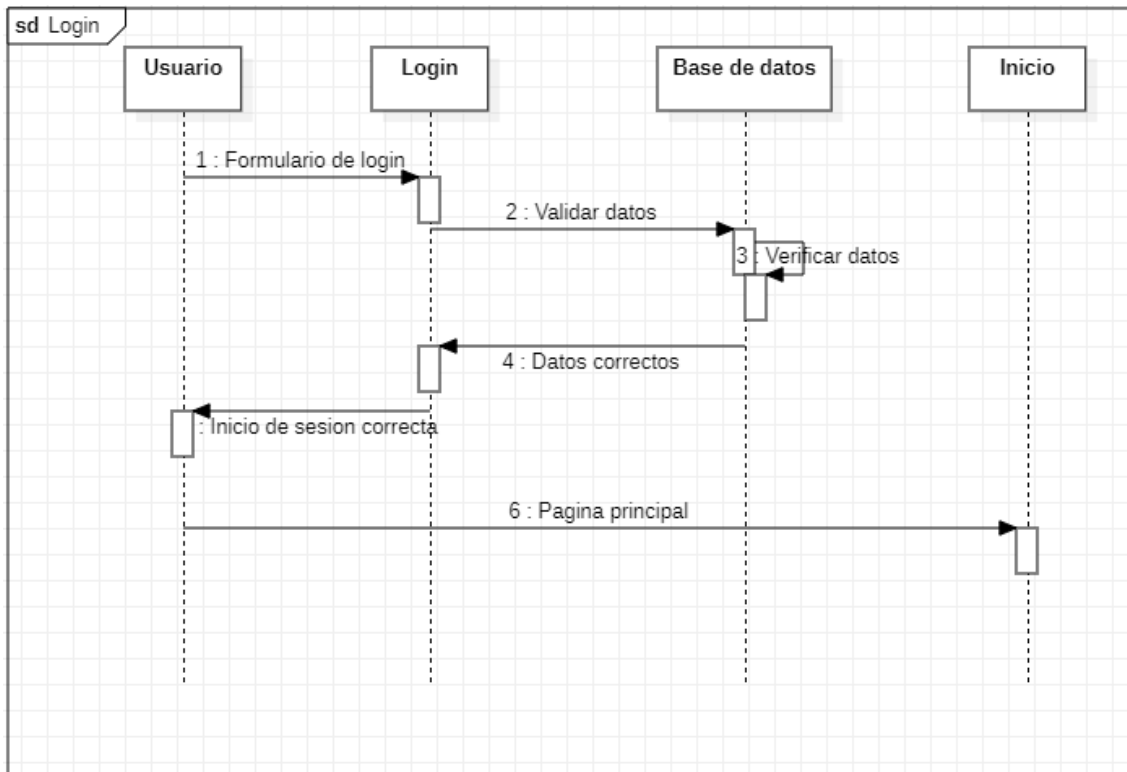 sd Login
Usuario
Login
Base de datos
Inicio
1 : Formulario de login
2 : Validar datos
3 : Verificar datos
4 : Datos correctos
: Inicio de sesion correcta
6 : Pagina principal